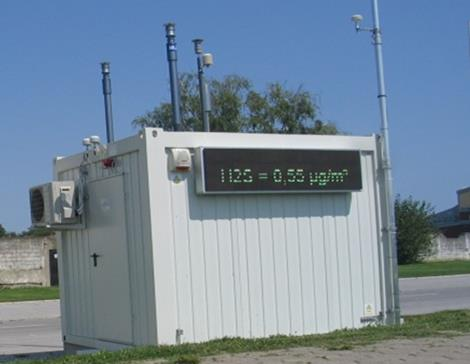 H2S = 0,55 µg/m³